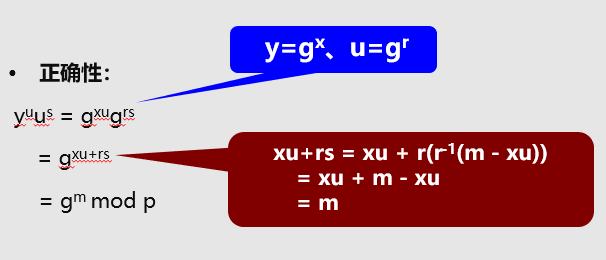 y=gˣ、u=gʳ
• 正确性：
yᵘuˢ = gˣᵘgʳˢ
= gˣᵘ⁺ʳˢ
= gᵐ mod p
xu+rs = xu + r(r⁻¹(m - xu))
= xu + m - xu
= m